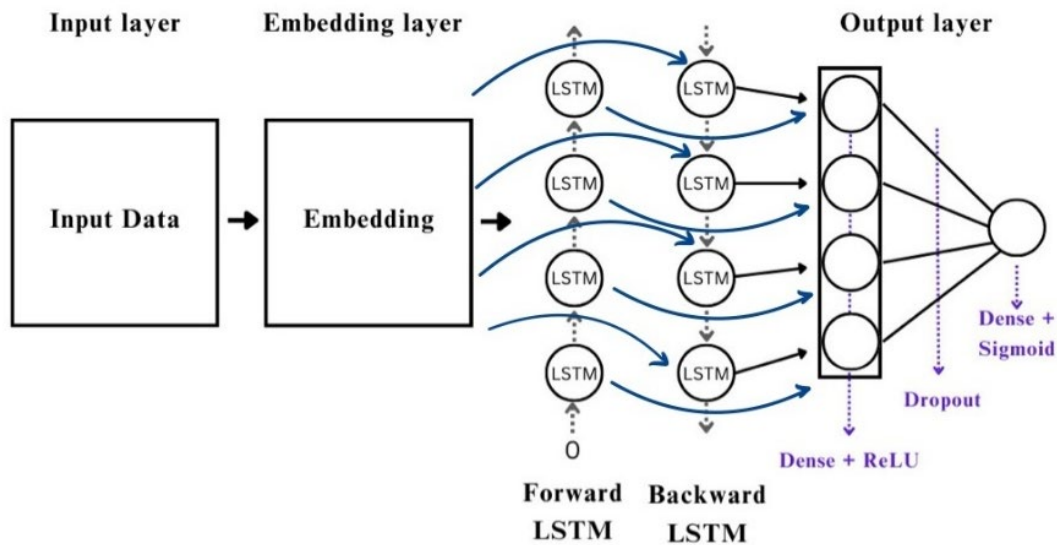 Input layer
Embedding layer
Output layer
Input Data
Embedding
LSTM
LSTM
LSTM
LSTM
LSTM
LSTM
LSTM
LSTM
0
Forward
LSTM
Backward
LSTM
Dense + ReLU
Dropout
Dense +
Sigmoid